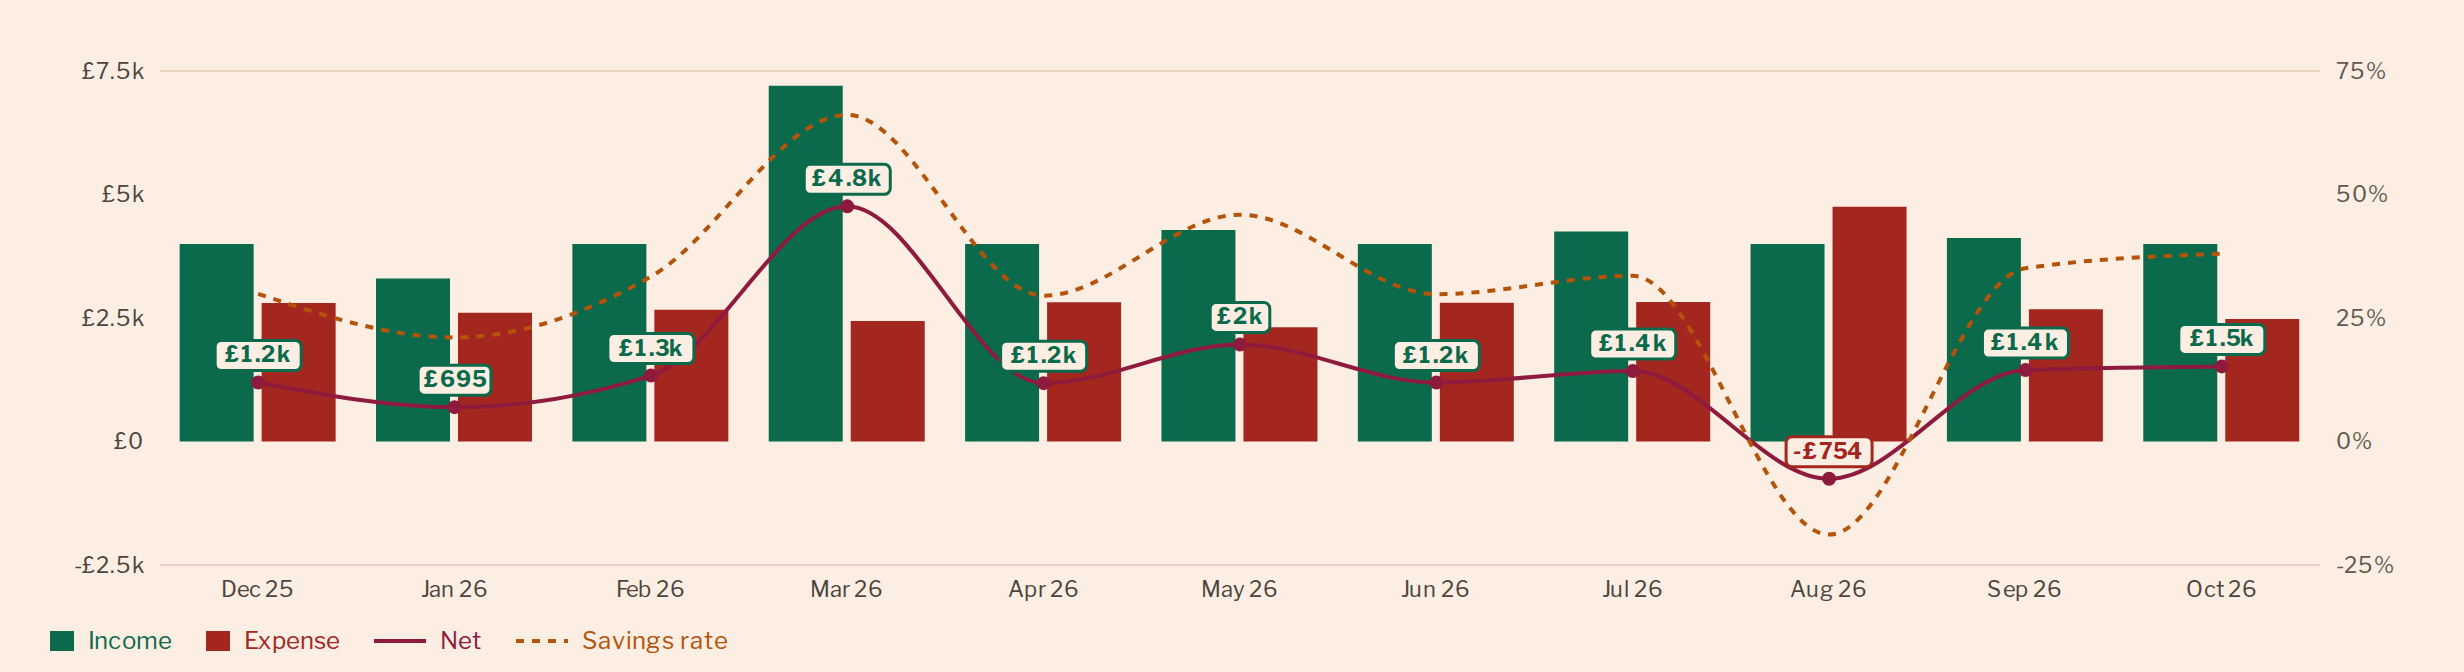 £7.5k
75%
£4.8k
£5k
50%
£2.5k
£1.2k
£695
£1.3k
£1.2k
£2k
£1.2k
£1.4k
-£754
£1.4k
£1.5k
25%
£0
0%
-£2.5k
-25%
Dec 25 Jan 26 Feb 26 Mar 26 Apr 26 May 26 Jun 26 Jul 26 Aug 26 Sep 26 Oct 26
Income Expense Net Savings rate